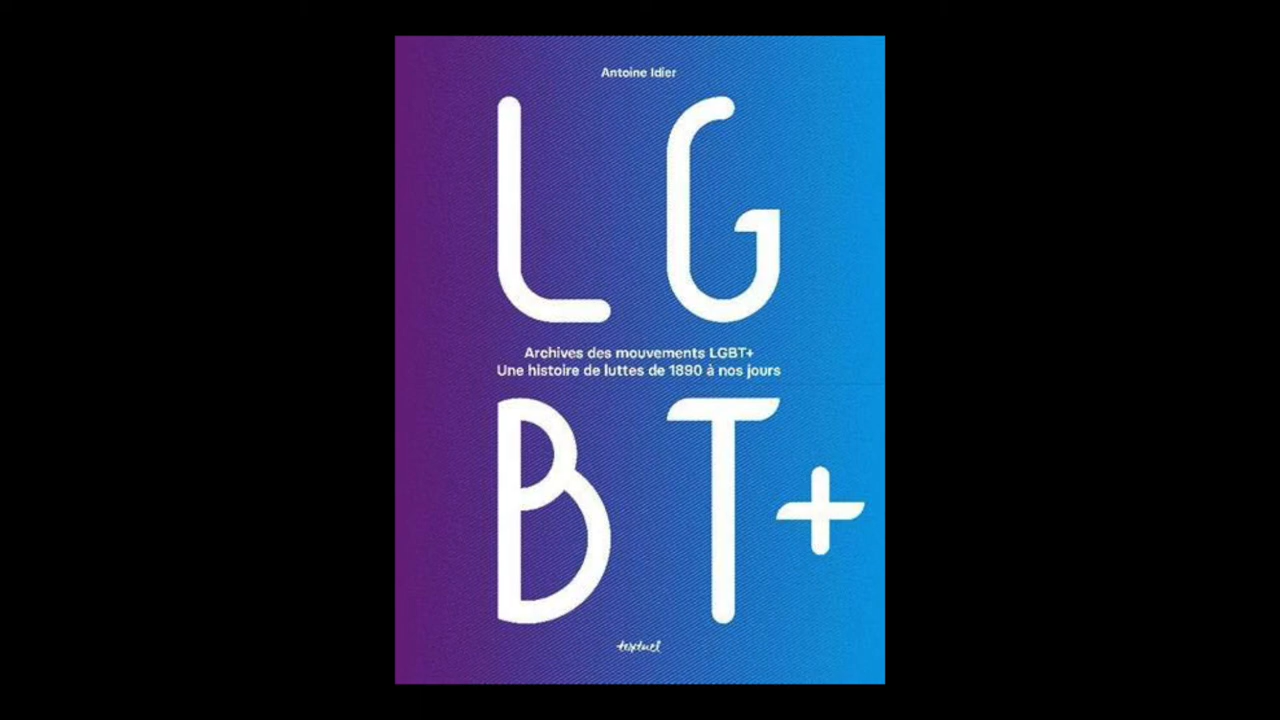 Antoine Idier
LG
Archives des mouvements LGBT+
Une histoire de luttes de 1890 à nos jours
BT+
textuel